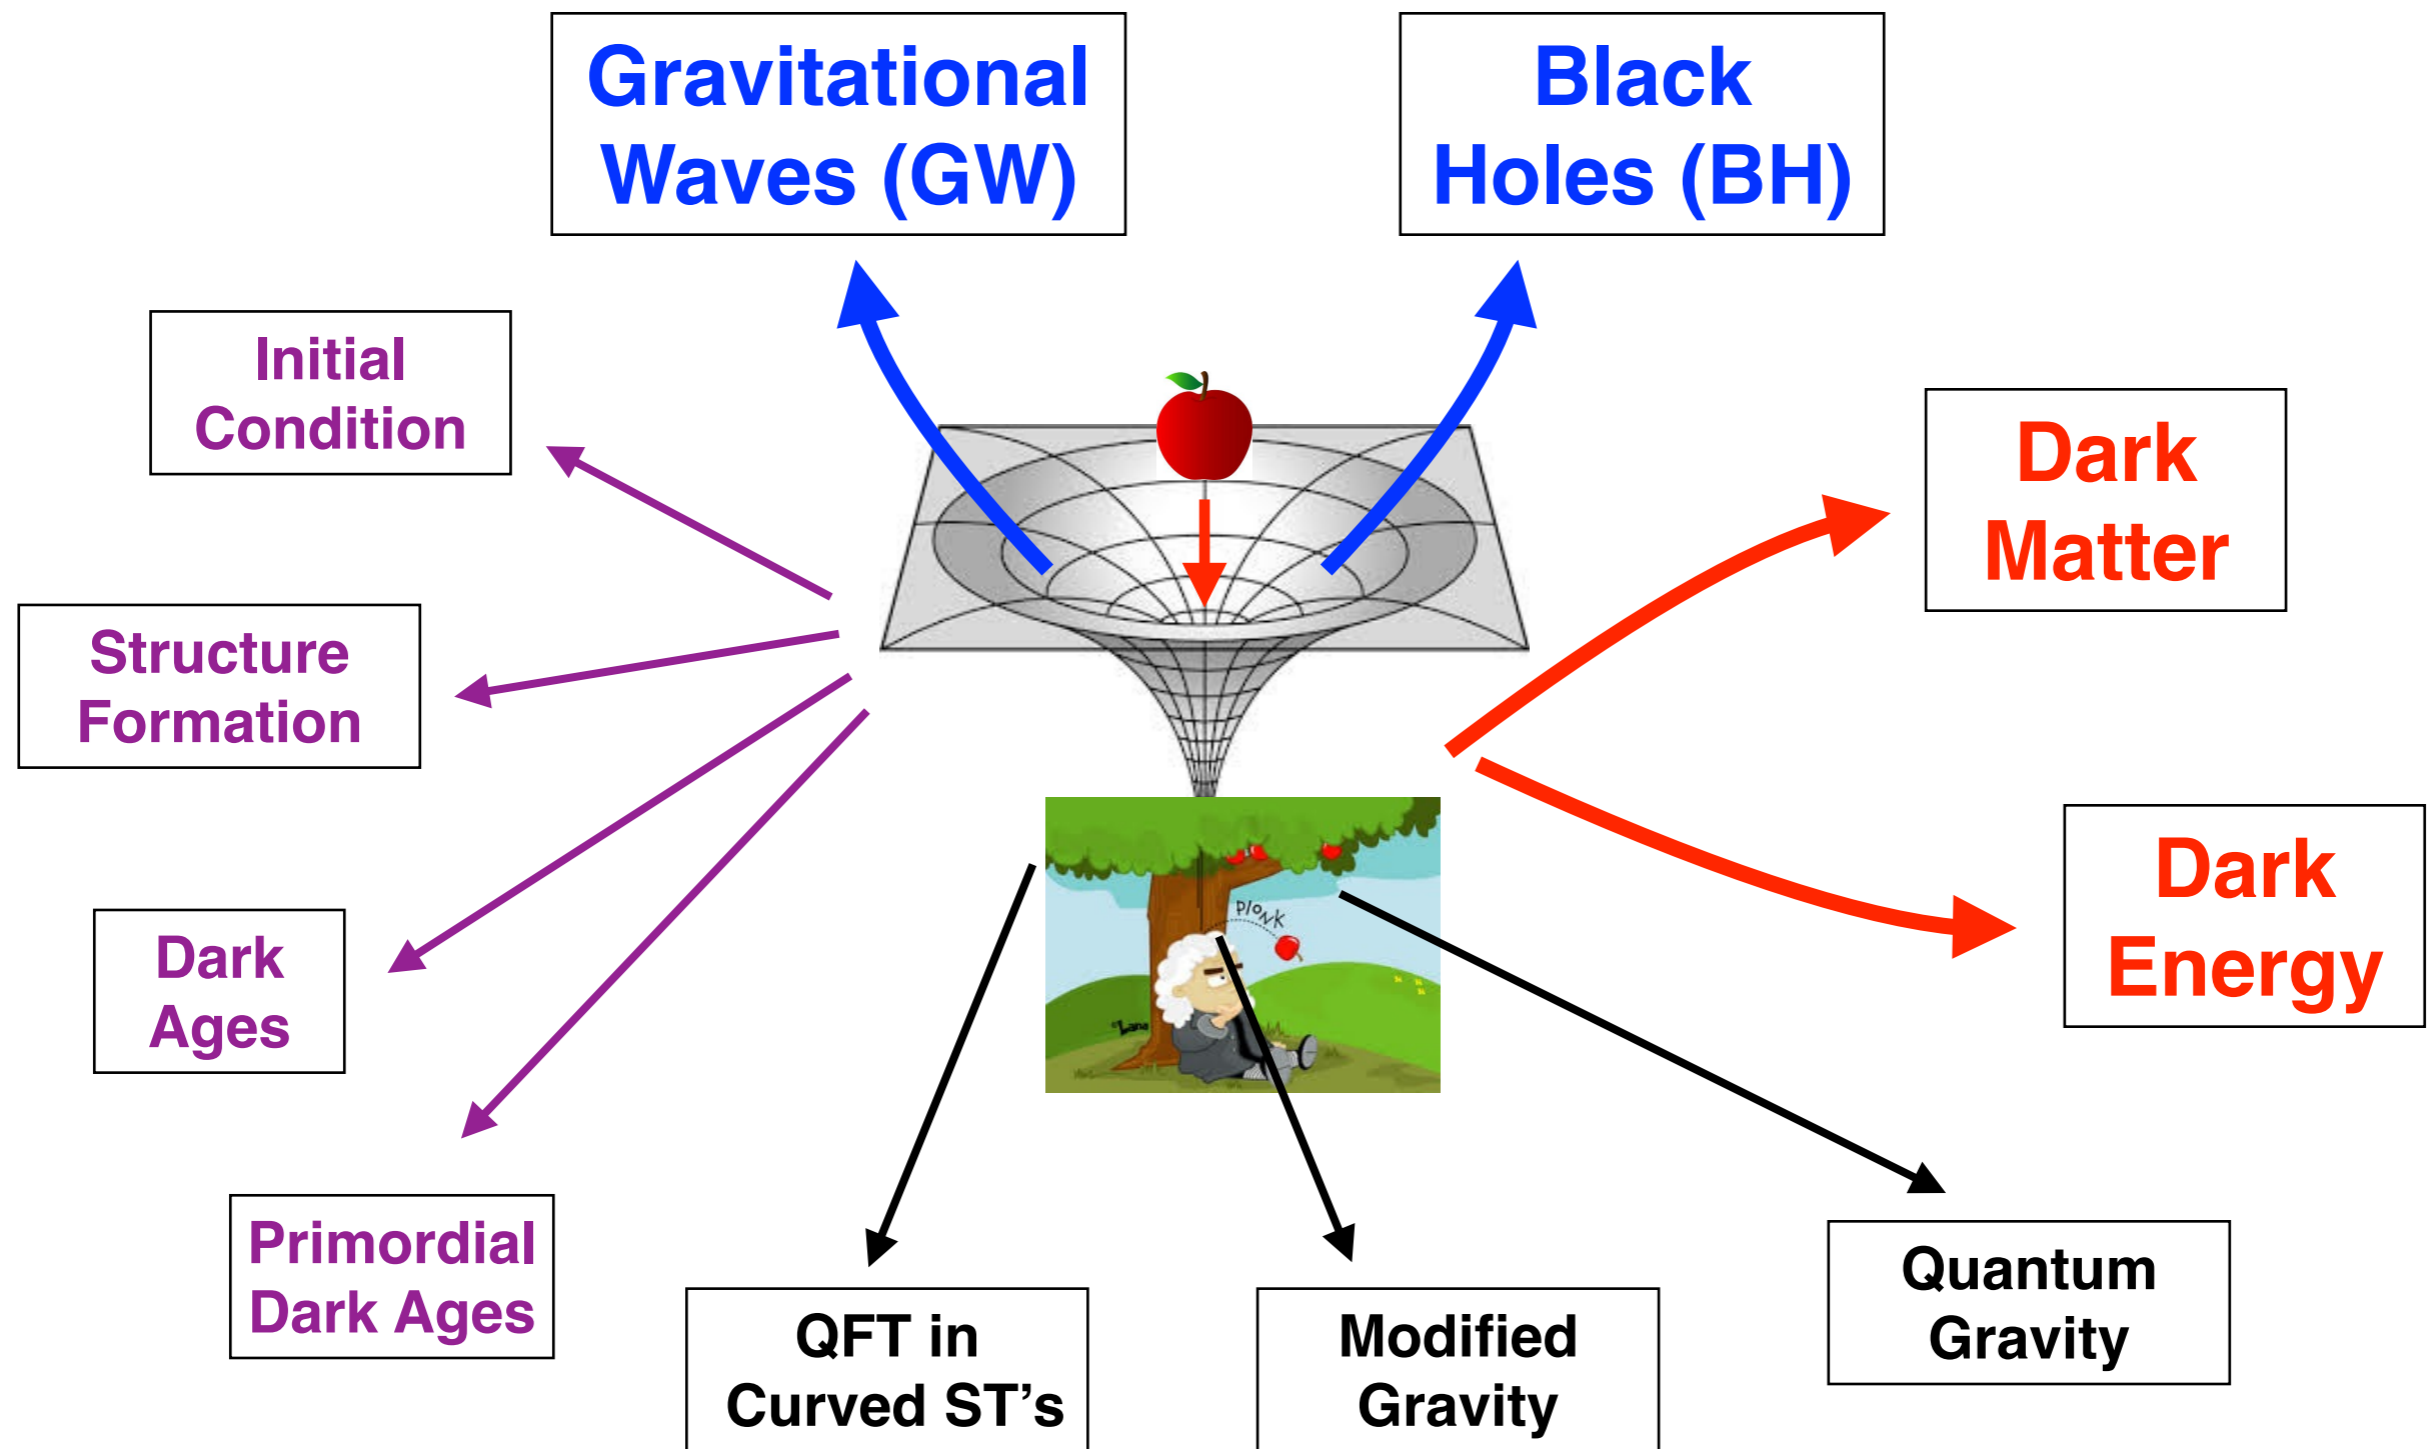 Gravitational
Waves (GW)
Black
Holes (BH)
Initial
Condition
Dark
Matter
Structure
Formation
Dark
Energy
PlONK
©Lana
Dark
Ages
Primordial
Dark Ages
QFT in
Curved ST’s
Modified
Gravity
Quantum
Gravity